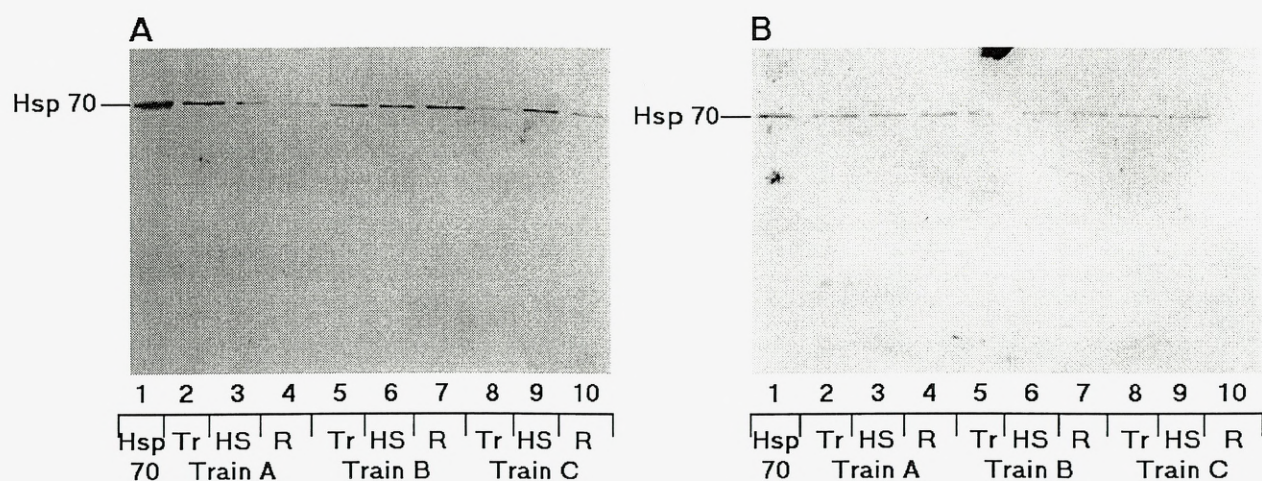 A
Hsp 70
1 2 3 4 5 6 7 8 9 10
Hsp Tr HS R Tr HS R Tr HS R
70 Train A Train B Train C
B
Hsp 70
1 2 3 4 5 6 7 8 9 10
Hsp Tr HS R Tr HS R Tr HS R
70 Train A Train B Train C